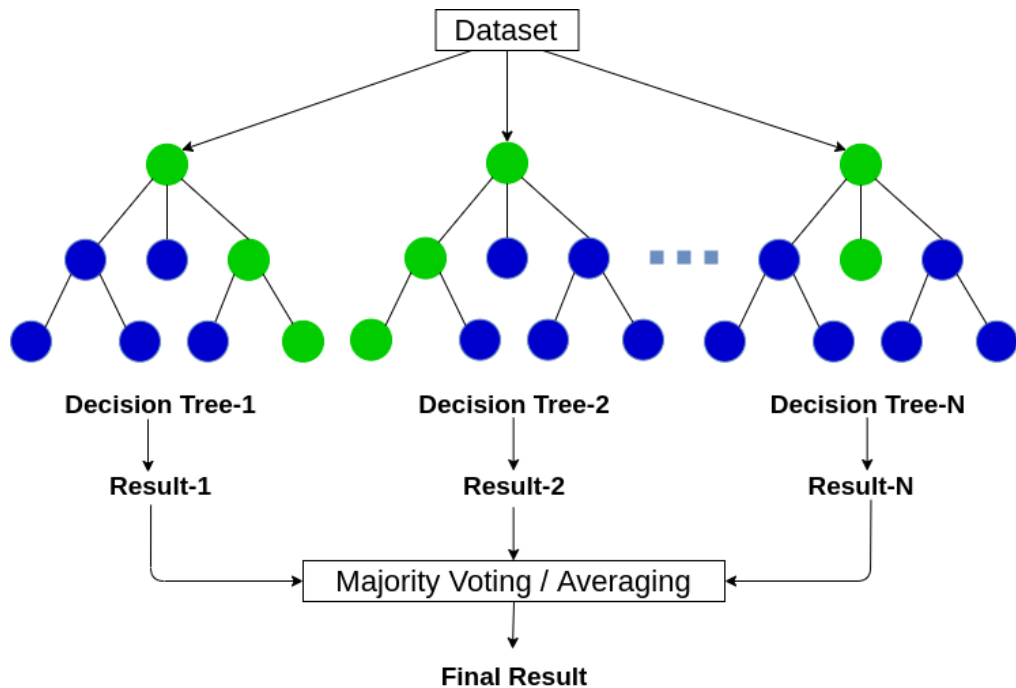 Dataset
Decision Tree-1
Decision Tree-2
Decision Tree-N
Result-1
Result-2
Result-N
Majority Voting / Averaging
Final Result